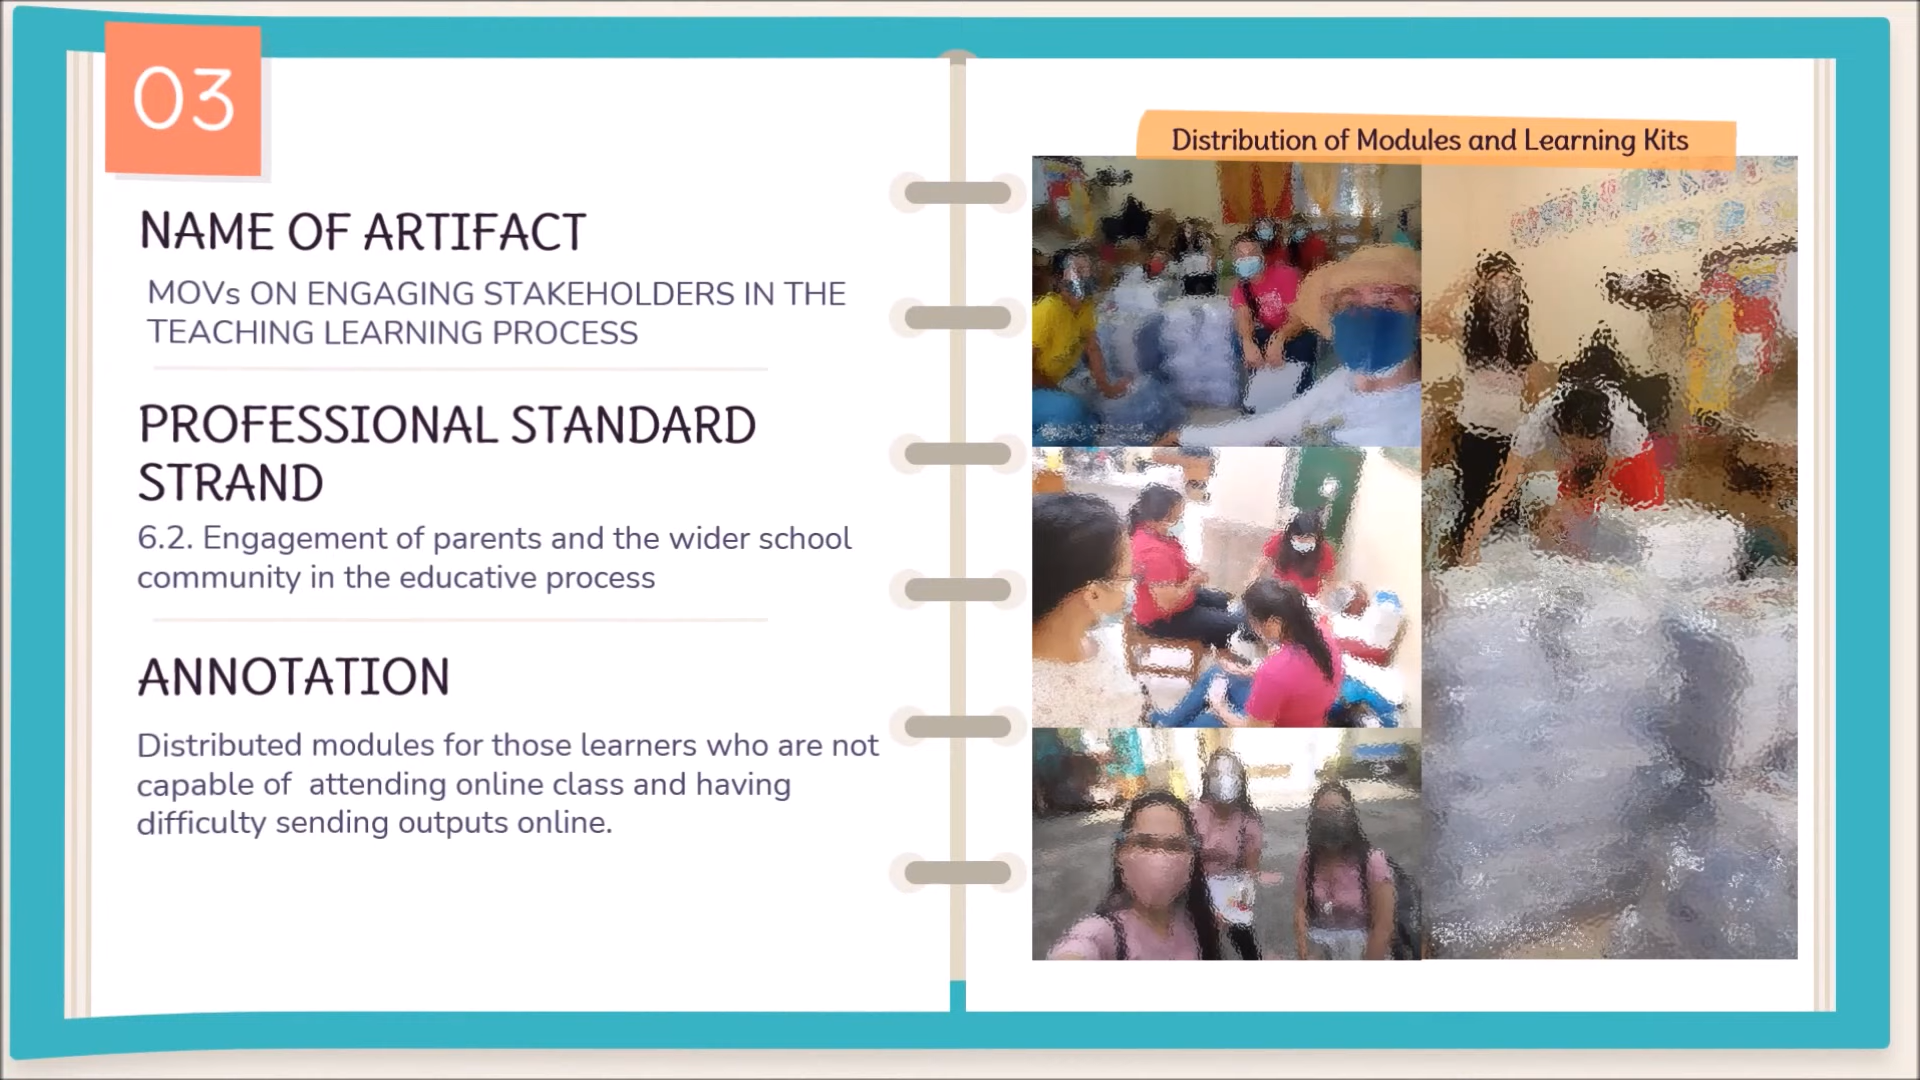 03
NAME OF ARTIFACT
MOVs ON ENGAGING STAKEHOLDERS IN THE
TEACHING LEARNING PROCESS
PROFESSIONAL STANDARD
STRAND
6.2. Engagement of parents and the wider school
community in the educative process
ANNOTATION
Distributed modules for those learners who are not
capable of  attending online class and having
difficulty sending outputs online.
Distribution of Modules and Learning Kits